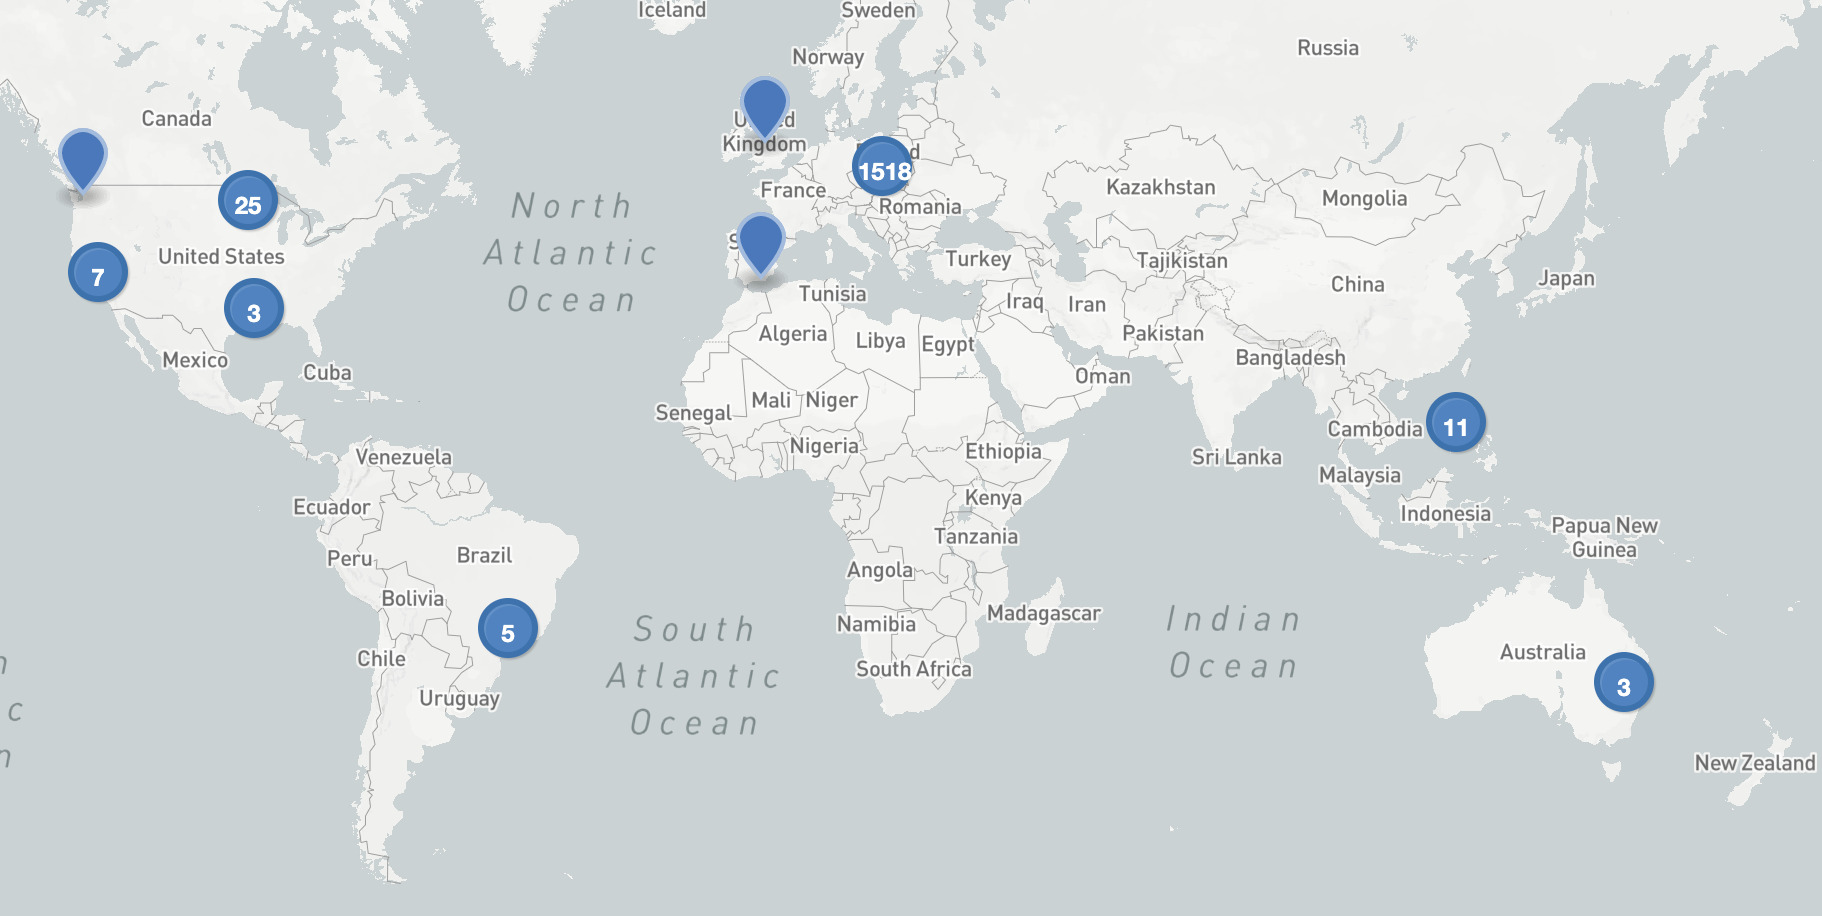 Iceland
Sweden
Norway
Russia
Canada
United
Kingdom
1518
France
Romania
Kazakhstan
Mongolia
25
United States
7
3
Mexico
Cuba
North
Atlantic
Ocean
Turkey
Tajikistan
China
Japan
Tunisia
Iraq
Iran
Algeria
Libya
Egypt
Pakistan
Bangladesh
Oman
Mali
Niger
Senegal
Nigeria
Ethiopia
Cambodia
11
Sri Lanka
Malaysia
Venezuela
Ecuador
Kenya
Indonesia
Papua New
Guinea
Tanzania
Peru
Brazil
Angola
Bolivia
5
Madagascar
Namibia
South
Atlantic
Ocean
Indian
Ocean
Chile
South Africa
Australia
3
Uruguay
New Zealand
n
c
n